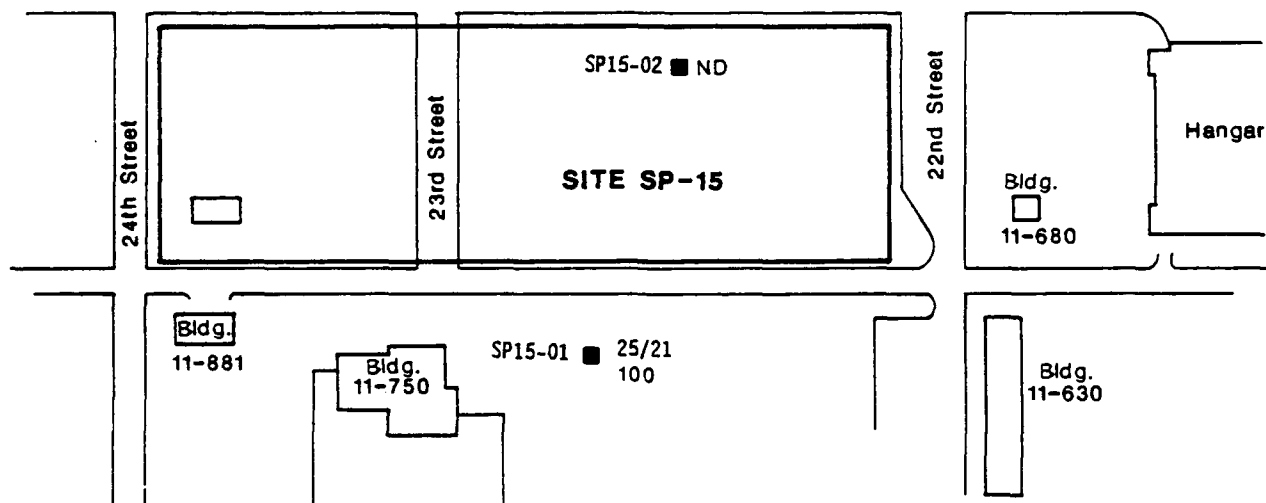 SP15-02 ND
24th Street
23rd Street
22nd Street
Hangar
SITE SP-15
Bldg.
11-680
Bldg.
11-881
Bldg.
11-750
SP15-01 25/21
100
Bldg.
11-630